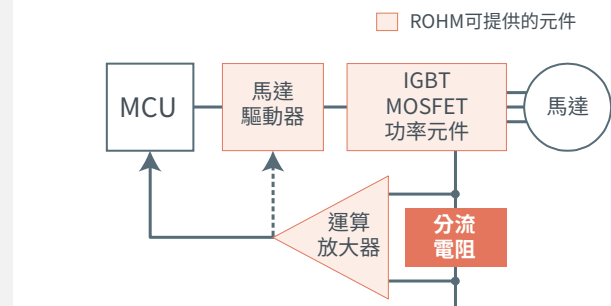 ROHM可提供的元件
MCU
馬達
驅動器
IGBT
MOSFET
功率元件
馬達
運算
放大器
分流
電阻